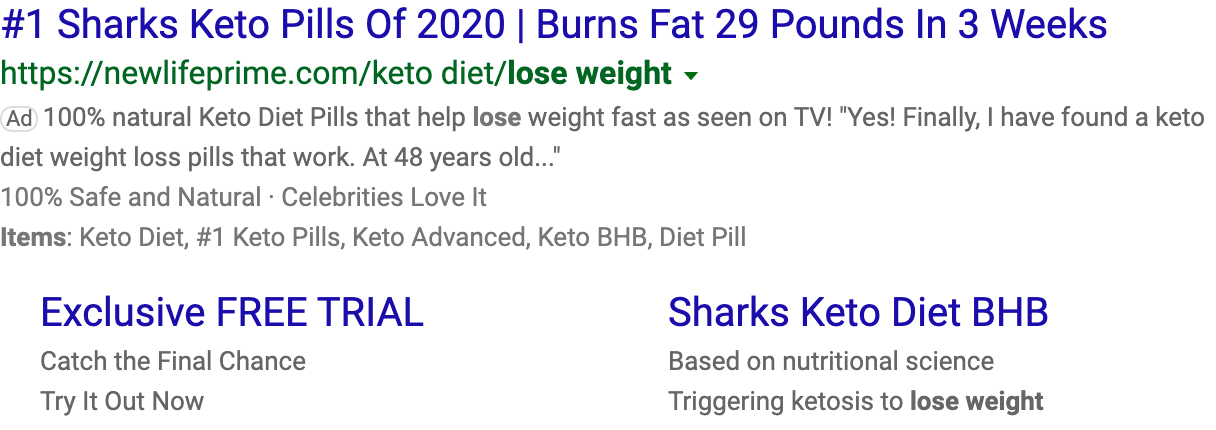 #1 Sharks Keto Pills Of 2020 | Burns Fat 29 Pounds In 3 Weeks
https://newlifeprime.com/keto diet/lose weight
Ad 100% natural Keto Diet Pills that help lose weight fast as seen on TV! "Yes! Finally, I have found a keto
diet weight loss pills that work. At 48 years old..."
100% Safe and Natural · Celebrities Love It
Items: Keto Diet, #1 Keto Pills, Keto Advanced, Keto BHB, Diet Pill
Exclusive FREE TRIAL
Catch the Final Chance
Try It Out Now
Sharks Keto Diet BHB
Based on nutritional science
Triggering ketosis to lose weight